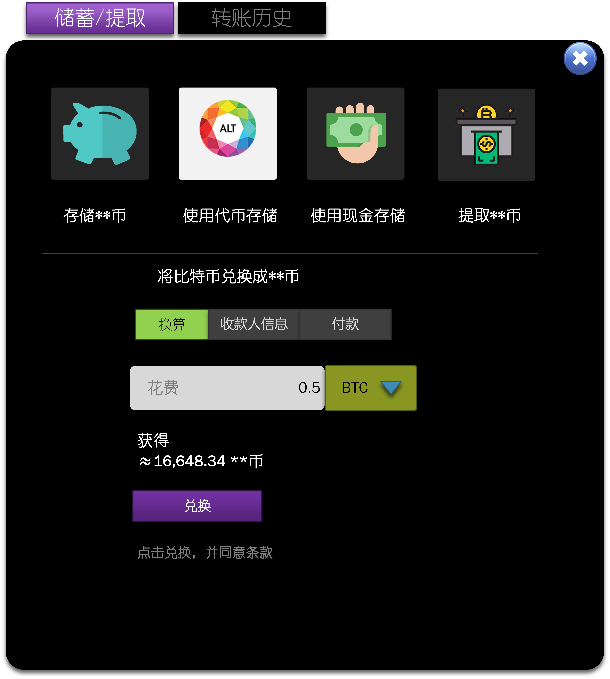 储蓄/提取 转账历史
ALT
存储**币 使用代币存储 使用现金存储 提取**币
将比特币兑换成**币
换算 收款人信息 付款
花费 0.5 BTC
获得
≈16,648.34 **币
兑换
点击兑换，并同意条款